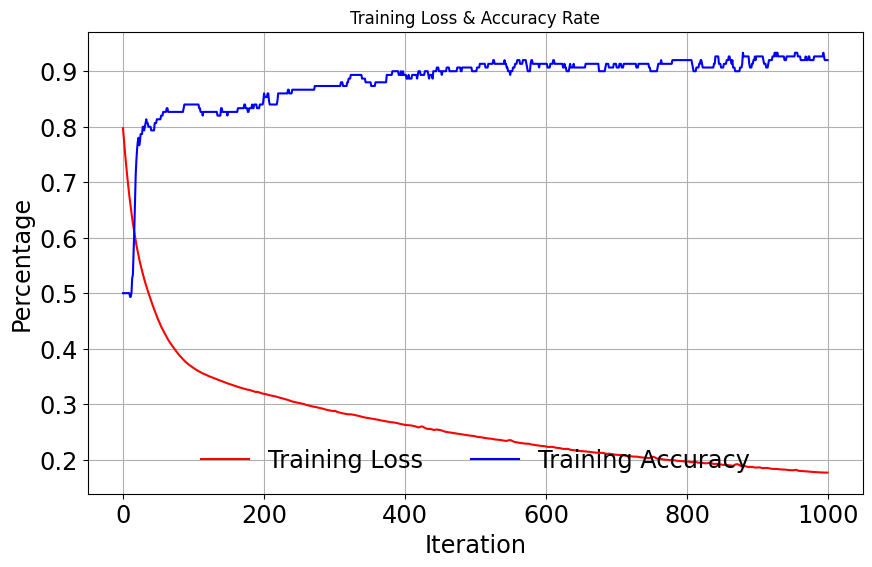 Training Loss & Accuracy Rate
Percentage
0.9
0.8
0.7
0.6
0.5
0.4
0.3
0.2
Training Loss Training Accuracy
0 200 400 600 800 1000
Iteration